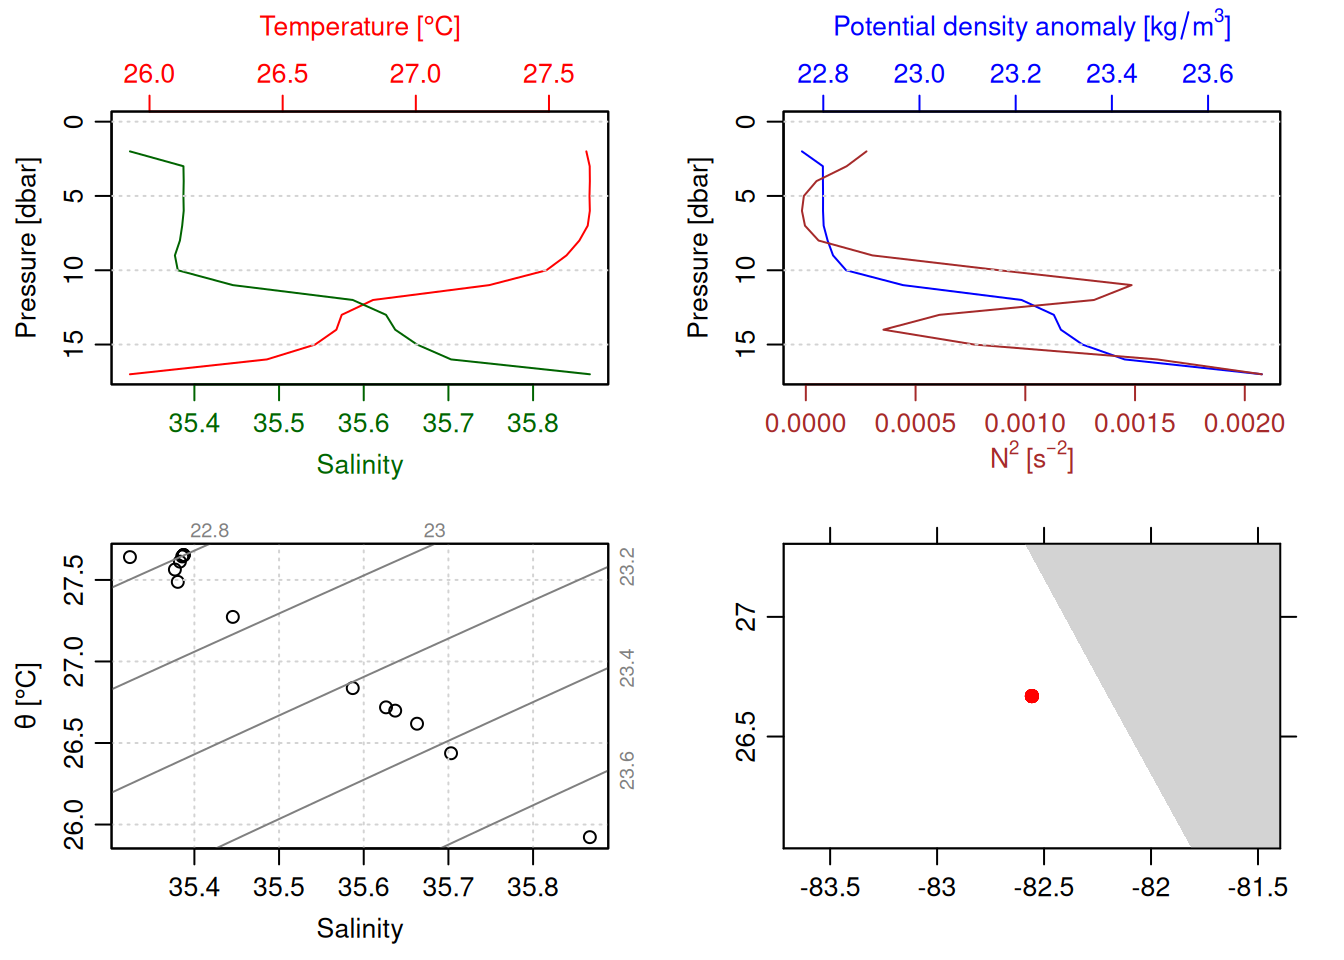 Temperature [°C]
26.0 26.5 27.0 27.5
Pressure [dbar]
0 5 10 15
35.4 35.5 35.6 35.7 35.8
Salinity
Potential density anomaly [kg/m³]
22.8 23.0 23.2 23.4 23.6
Pressure [dbar]
0 5 10 15
0.0000 0.0005 0.0010 0.0015 0.0020
N² [s⁻²]
22.8 23
23.2
23.4
23.6
θ [°C]
27.5
27.0
26.5
26.0
35.4 35.5 35.6 35.7 35.8
Salinity
27
26.5
-83.5 -83 -82.5 -82 -81.5